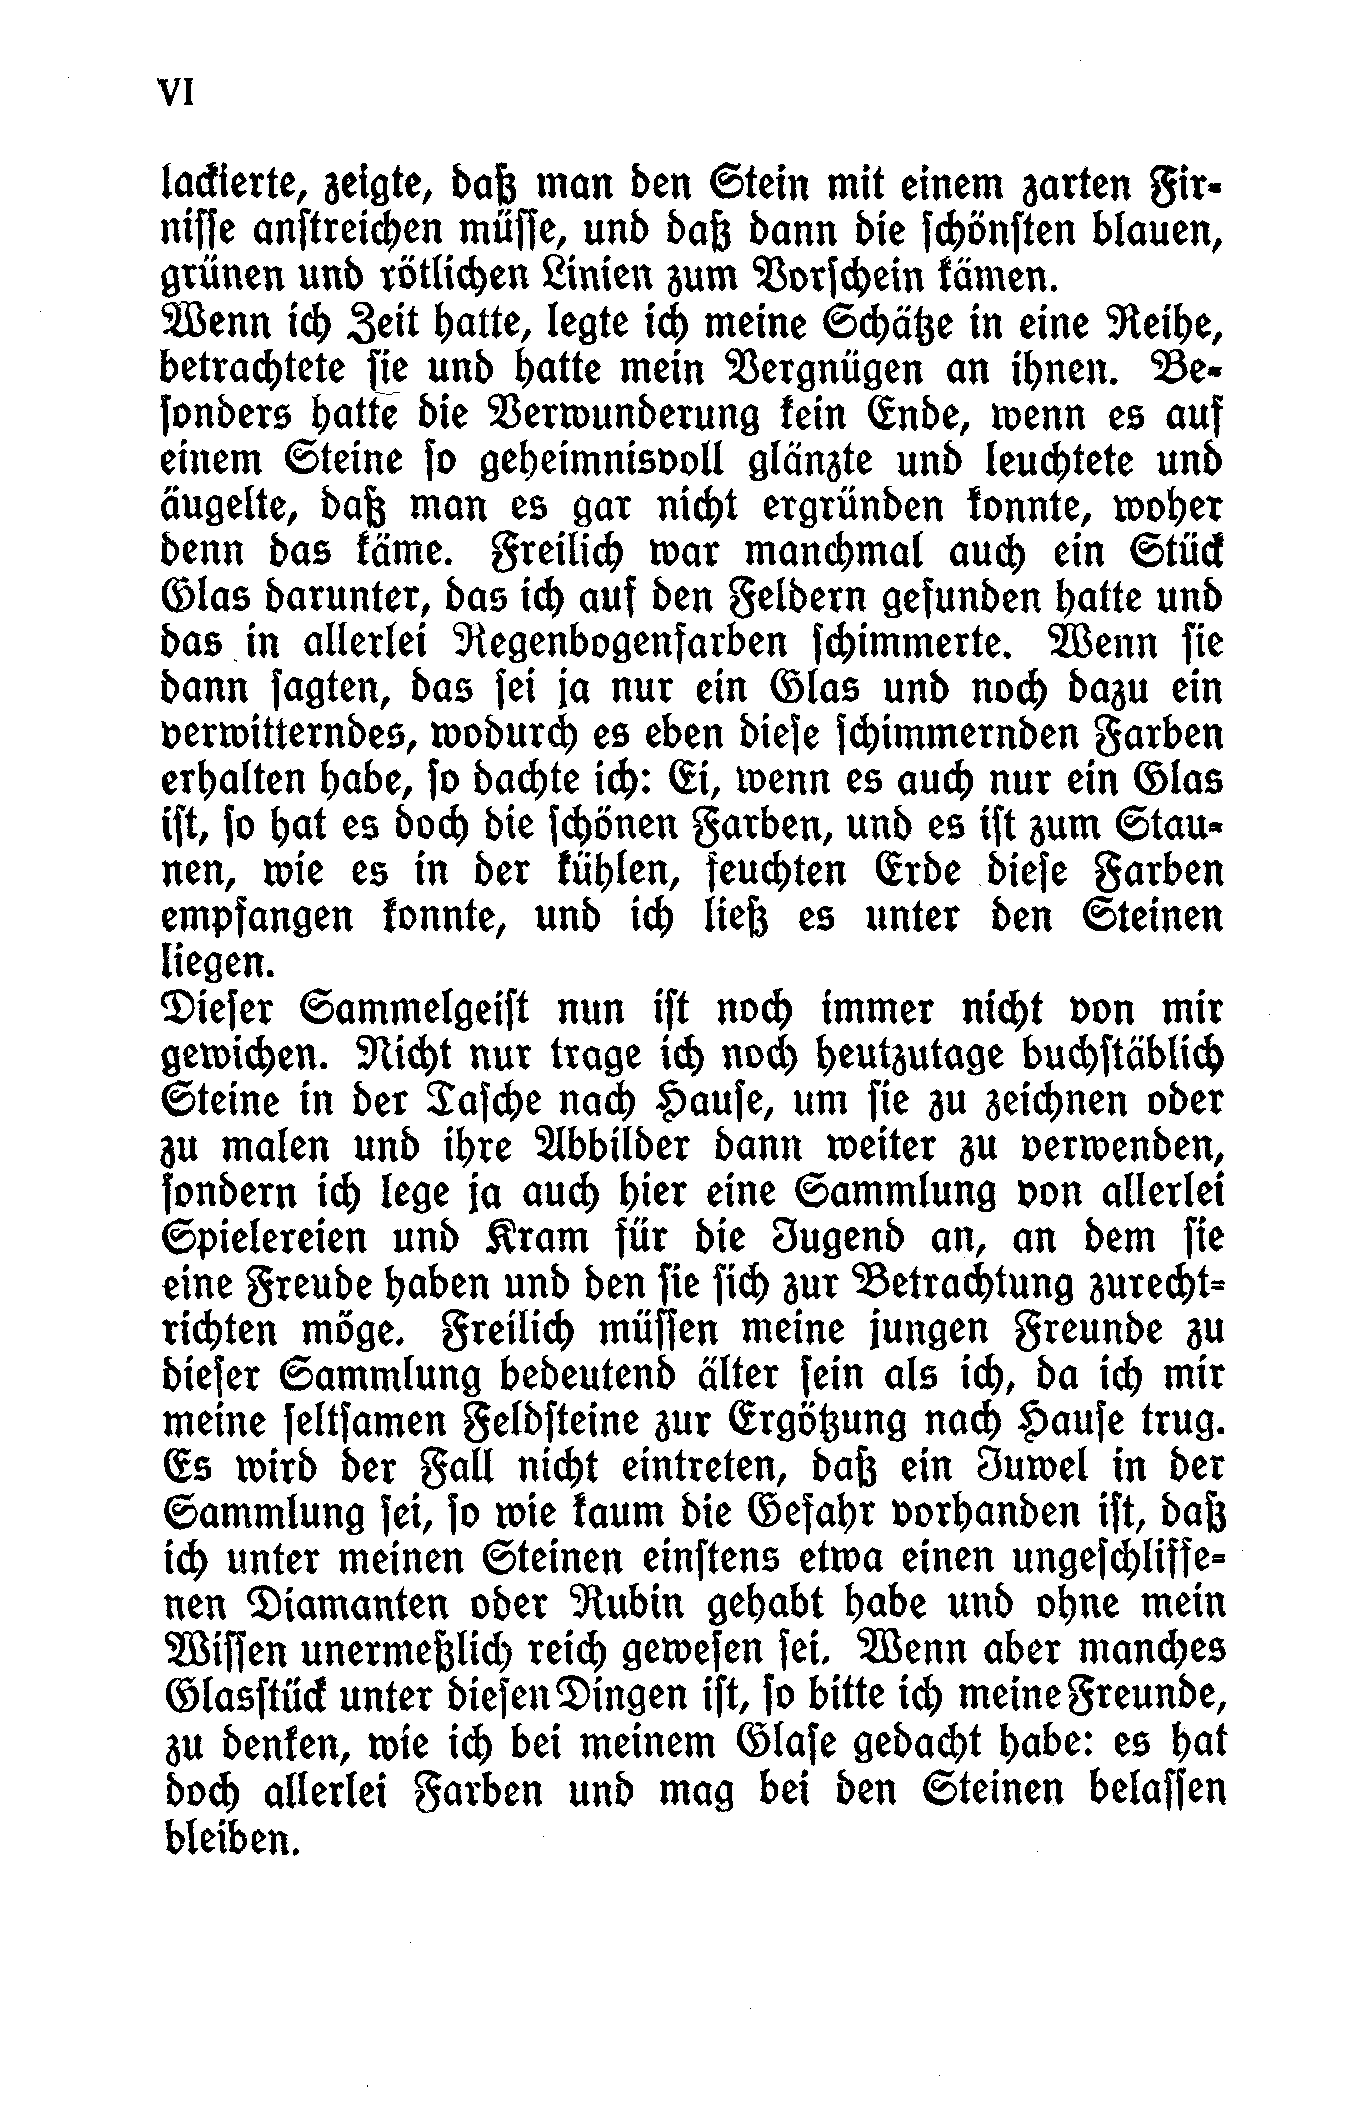 VI
lackierte, zeigte, daß man den Stein mit einem zarten Fir-
nisse anstreichen müsse, und daß dann die schönsten blauen,
grünen und rötlichen Linien zum Vorschein kämen.
Wenn ich Zeit hatte, legte ich meine Schätze in eine Reihe,
betrachtete sie und hatte mein Vergnügen an ihnen. Be-
sonders hatte die Verwunderung kein Ende, wenn es auf
einem Steine so geheimnisvoll glänzte und leuchtete und
äugelte, daß man es gar nicht ergründen konnte, woher
denn das käme. Freilich war manchmal auch ein Stück
Glas darunter, das ich auf den Feldern gefunden hatte und
das in allerlei Regenbogenfarben schimmerte. Wenn sie
dann sagten, das sei ja nur ein Glas und noch dazu ein
verwitterndes, wodurch es eben diese schimmernden Farben
erhalten habe, so dachte ich: Ei, wenn es auch nur ein Glas
ist, so hat es doch die schönen Farben, und es ist zum Stau-
nen, wie es in der kühlen, feuchten Erde diese Farben
empfangen konnte, und ich ließ es unter den Steinen
liegen.
Dieser Sammelgeist nun ist noch immer nicht von mir
gewichen. Nicht nur trage ich noch heutzutage buchstäblich
Steine in der Tasche nach Hause, um sie zu zeichnen oder
zu malen und ihre Abbilder dann weiter zu verwenden,
sondern ich lege ja auch hier eine Sammlung von allerlei
Spielereien und Kram für die Jugend an, an dem sie
eine Freude haben und den sie sich zur Betrachtung zurecht-
richten möge. Freilich müssen meine jungen Freunde zu
dieser Sammlung bedeutend älter sein als ich, da ich mir
meine seltsamen Feldsteine zur Ergötzung nach Hause trug.
Es wird der Fall nicht eintreten, daß ein Juwel in der
Sammlung sei, so wie kaum die Gefahr vorhanden ist, daß
ich unter meinen Steinen einstens etwa einen ungeschliffe-
nen Diamanten oder Rubin gehabt habe und ohne mein
Wissen unermeßlich reich gewesen sei. Wenn aber manches
Glasstück unter diesen Dingen ist, so bitte ich meine Freunde,
zu denken, wie ich bei meinem Glase gedacht habe: es hat
doch allerlei Farben und mag bei den Steinen belassen
bleiben.